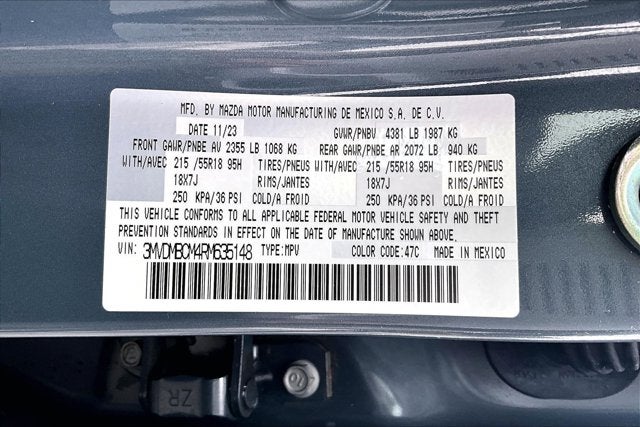 MFD. BY MAZDA MOTOR MANUFACTURING DE MEXICO S.A. DE C.V.
DATE 11/23 GVWR/PNBV 4381 LB 1987 KG
FRONT GAWR/PNBE AV 2355 LB 1068 KG REAR GAWR/PNBE AR 2072 LB 940 KG
WITH/AVEC 215 /55R18 95H TIRES/PNEUS WITH/AVEC 215 /55R18 95H TIRES/PNEUS
18X7J RIMS/JANTES 18X7J RIMS/JANTES
250 KPA/36 PSI COLD/A FROID 250 KPA/36 PSI COLD/A FROID
THIS VEHICLE CONFORMS TO ALL APPLICABLE FEDERAL MOTOR VEHICLE SAFETY AND THEFT
PREVENTION STANDARDS IN EFFECT ON THE DATE OF MANUFACTURE SHOWN ABOVE.
VIN: 3MVDMBCM4RM635148 TYPE:MPV COLOR CODE:47C MADE IN MEXICO
ZR